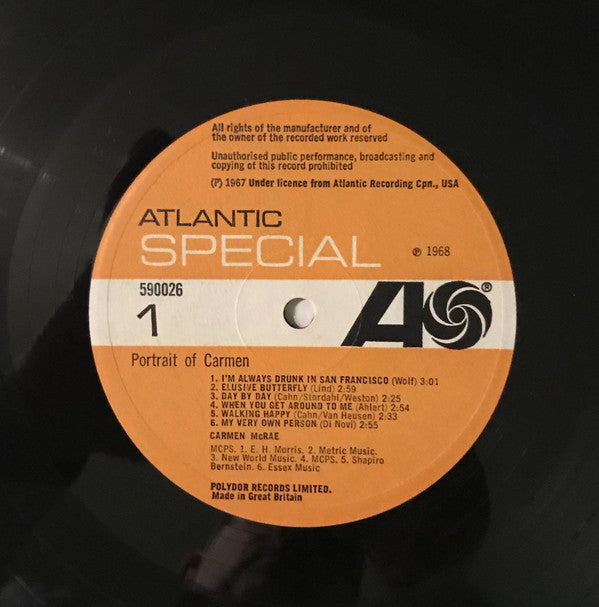 All rights of the manufacturer and of
the owner of the recorded work reserved
Unauthorised public performance, broadcasting and
copying of this record prohibited
(P) 1967 Under licence from Atlantic Recording Cpn., USA
ATLANTIC
SPECIAL
℗ 1968
590026
1
A ®
Portrait of Carmen
1. I'M ALWAYS DRUNK IN SAN FRANCISCO (Wolf) 3:01
2. ELUSIVE BUTTERFLY (Lind) 2:59
3. DAY BY DAY (Cahn/Stordahl/Weston) 2:25
4. WHEN YOU GET AROUND TO ME (Ahlert) 2:54
5. WALKING HAPPY (Cahn/Van Heusen) 2:33
6. MY VERY OWN PERSON (Di Novi) 2:55
CARMEN McRAE
MCPS. 1. E. H. Morris. 2. Metric Music.
3. New World Music. 4. MCPS. 5. Shapiro
Bernstein. 6. Essex Music
POLYDOR RECORDS LIMITED.
Made in Great Britain